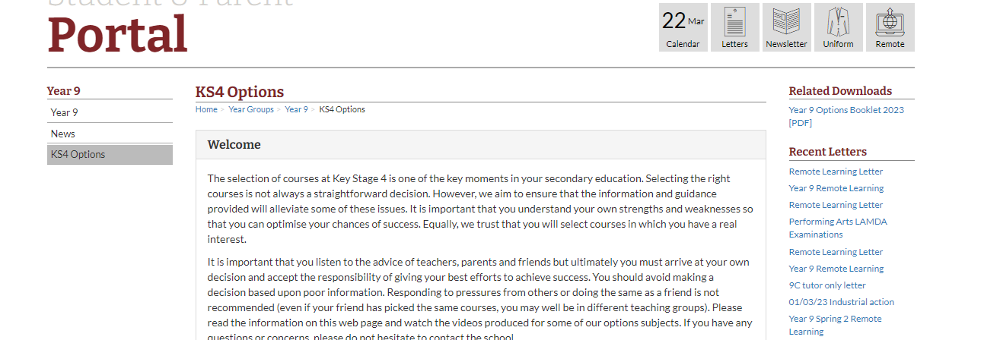 Student & Parent
Portal
22 Mar
Calendar
Letters
Newsletter
Uniform
Remote
Year 9
Year 9
News
KS4 Options
KS4 Options
Home > Year Groups > Year 9 > KS4 Options
Welcome
The selection of courses at Key Stage 4 is one of the key moments in your secondary education. Selecting the right
courses is not always a straightforward decision. However, we aim to ensure that the information and guidance
provided will alleviate some of these issues. It is important that you understand your own strengths and weaknesses so
that you can optimise your chances of success. Equally, we trust that you will select courses in which you have a real
interest.
It is important that you listen to the advice of teachers, parents and friends but ultimately you must arrive at your own
decision and accept the responsibility of giving your best efforts to achieve success. You should avoid making a
decision based upon poor information. Responding to pressures from others or doing the same as a friend is not
recommended (even if your friend has picked the same courses, you may well be in different teaching groups). Please
read the information on this web page and watch the videos produced for some of our options subjects. If you have any
questions or concerns, please do not hesitate to contact the school.
Related Downloads
Year 9 Options Booklet 2023
[PDF]
Recent Letters
Remote Learning Letter
Year 9 Remote Learning
Remote Learning Letter
Performing Arts LAMDA
Examinations
Remote Learning Letter
Year 9 Remote Learning
9C tutor only letter
01/03/23 Industrial action
Year 9 Spring 2 Remote
Learning